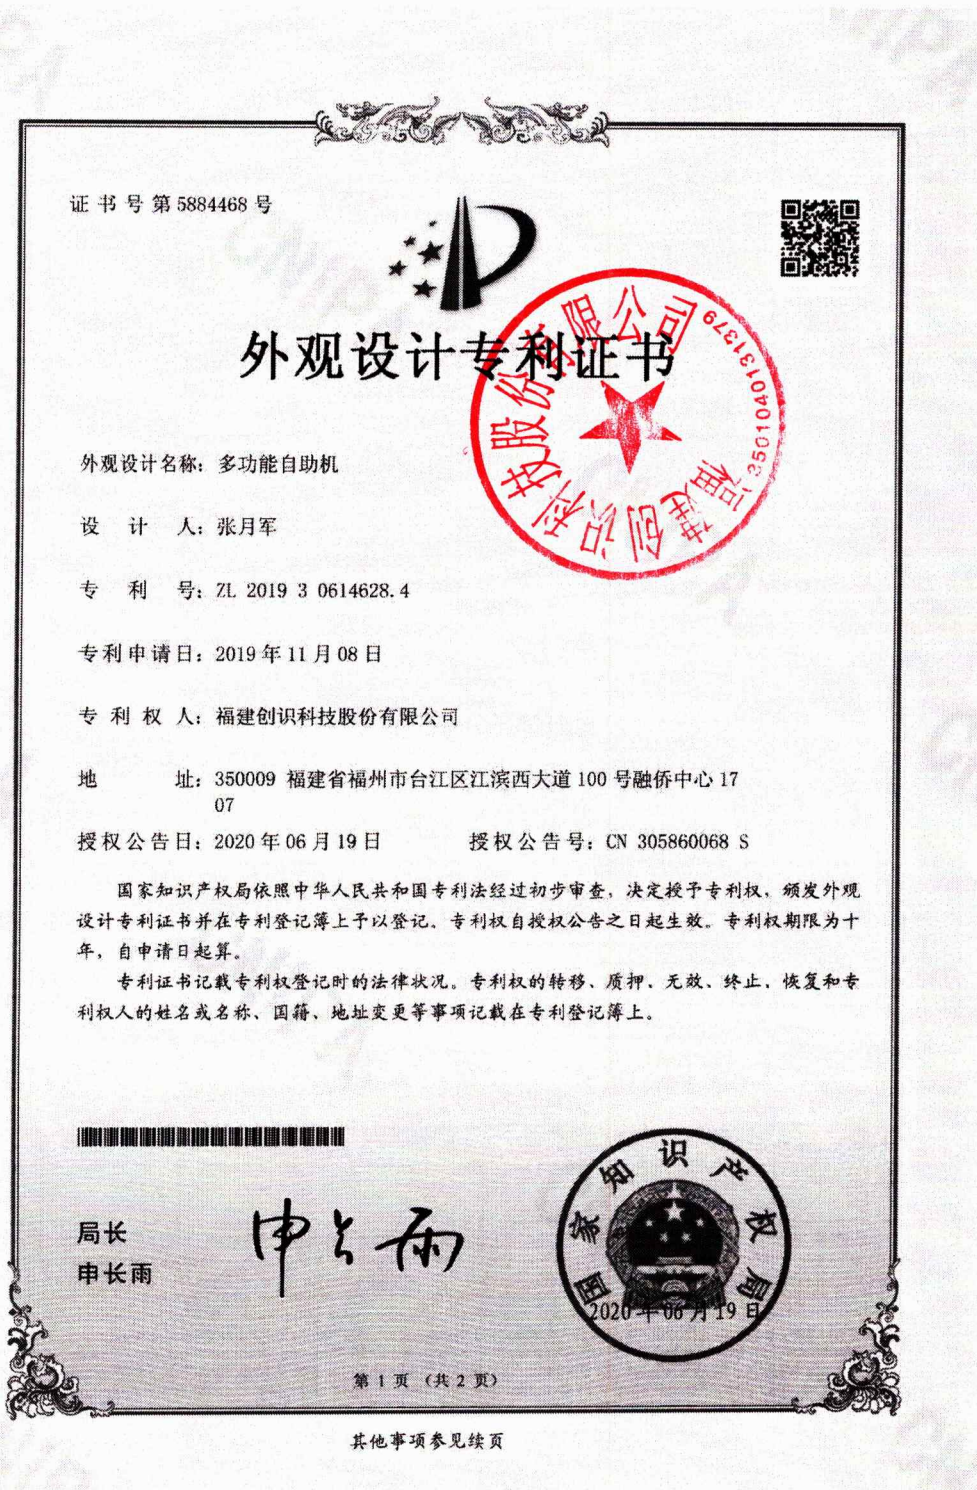 证书号第5884468号
外观设计专利证书
福建创识科技股份有限公司
3501040131379
外观设计名称：多功能自助机
设计人：张月军
专利号：ZL 2019 3 0614628.4
专利申请日：2019年11月08日
专利权人：福建创识科技股份有限公司
地址：350009 福建省福州市台江区江滨西大道100号融侨中心17
07
授权公告日：2020年06月19日 授权公告号：CN 305860068 S
国家知识产权局依照中华人民共和国专利法经过初步审查，决定授予专利权，颁发外观
设计专利证书并在专利登记簿上予以登记。专利权自授权公告之日起生效。专利权期限为十
年，自申请日起算。
专利证书记载专利权登记时的法律状况。专利权的转移、质押、无效、终止、恢复和专
利权人的姓名或名称、国籍、地址变更等事项记载在专利登记簿上。
局长
申长雨
申长雨
国家知识产权局
2020年06月19日
第1页（共2页）
其他事项参见续页